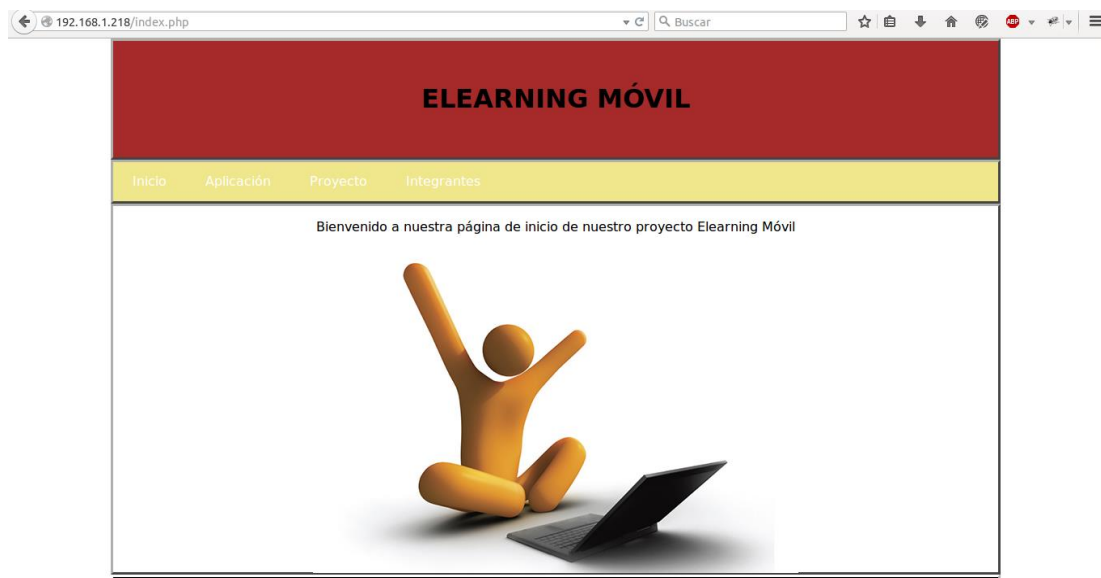 192.168.1.218/index.php
Buscar
ABP
ELEARNING MÓVIL
Inicio Aplicación Proyecto Integrantes
Bienvenido a nuestra página de inicio de nuestro proyecto Elearning Móvil